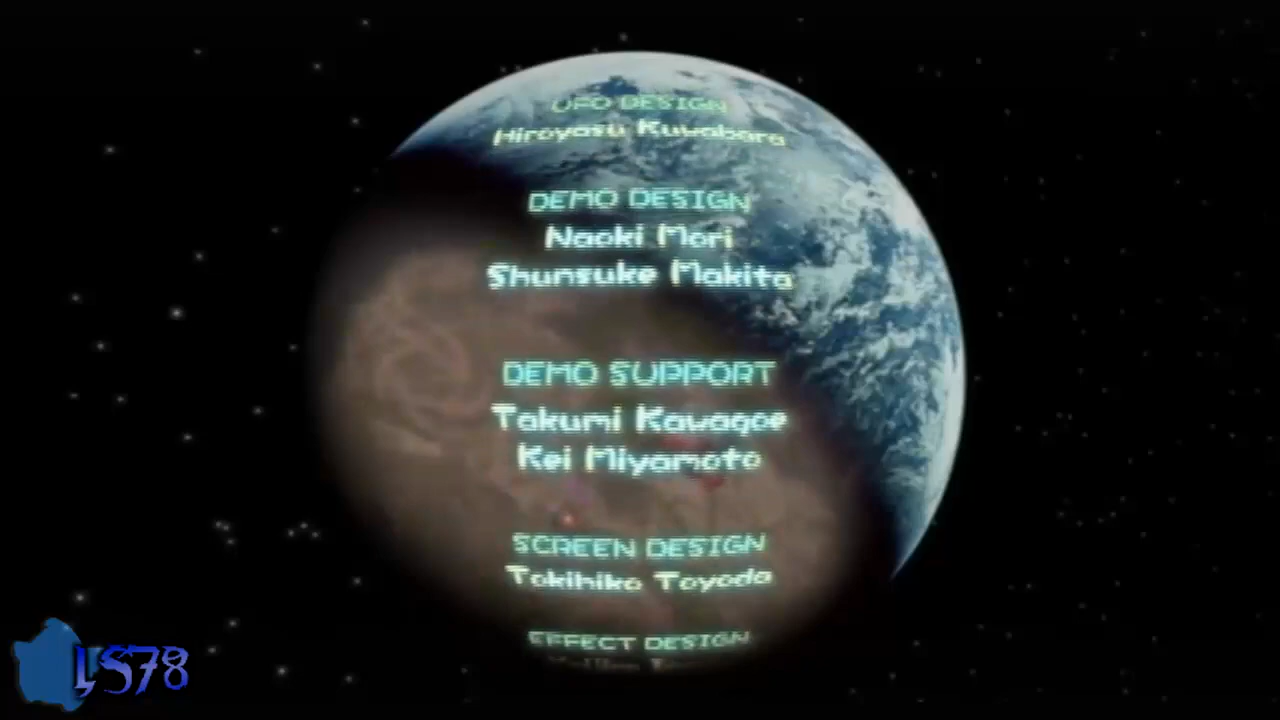 UFO DESIGN
Hiroyasu Kuwabara
DEMO DESIGN
Naoki Mori
Shunsuke Makita
DEMO SUPPORT
Takumi Kawagoe
Kei Miyamoto
SCREEN DESIGN
Takihiko Toyoda
EFFECT DESIGN
LS78